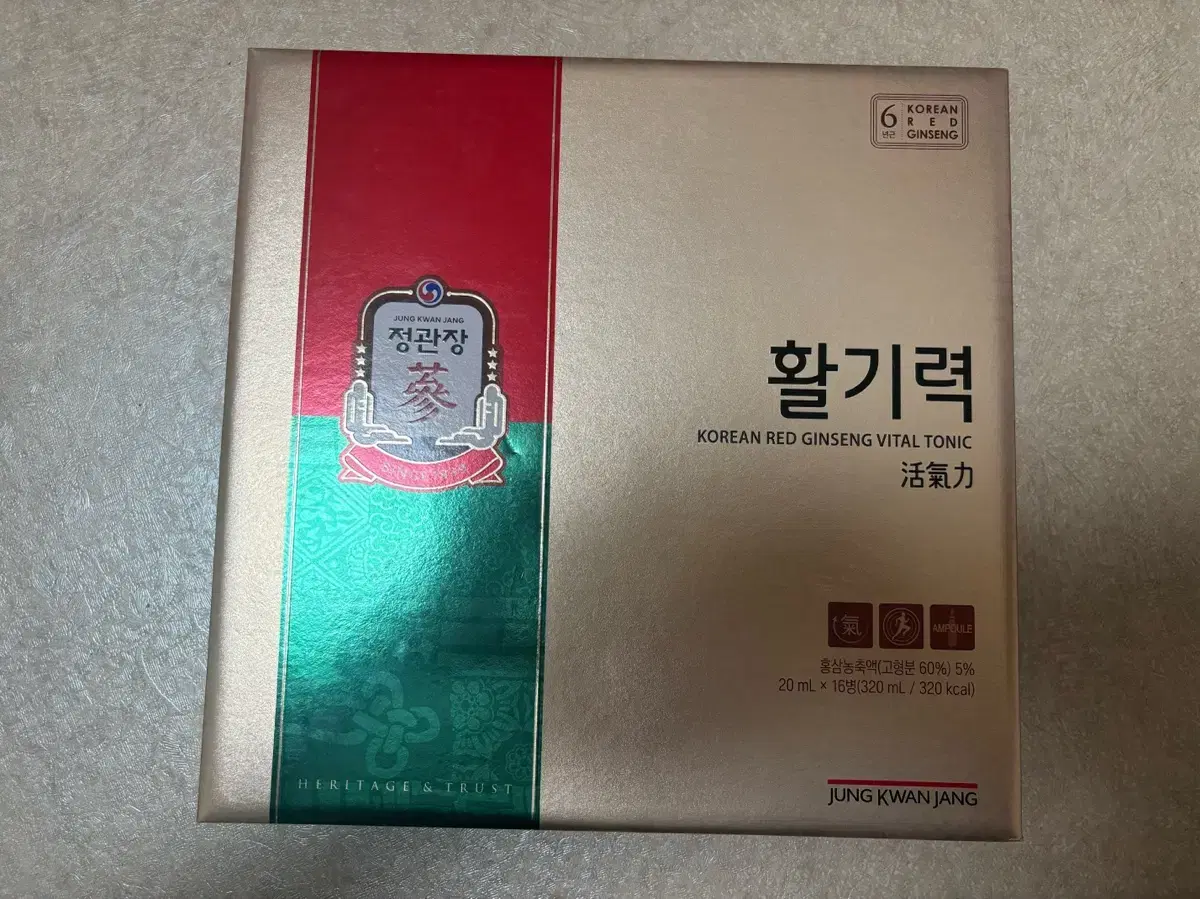 6
년근
KOREAN
RED
GINSENG
JUNG KWAN JANG
정관장
蔘
활기력
KOREAN RED GINSENG VITAL TONIC
活氣力
氣
AMPOULE
홍삼농축액(고형분 60%) 5%
20 mL × 16병(320 mL / 320 kcal)
HERITAGE & TRUST
JUNG KWAN JANG